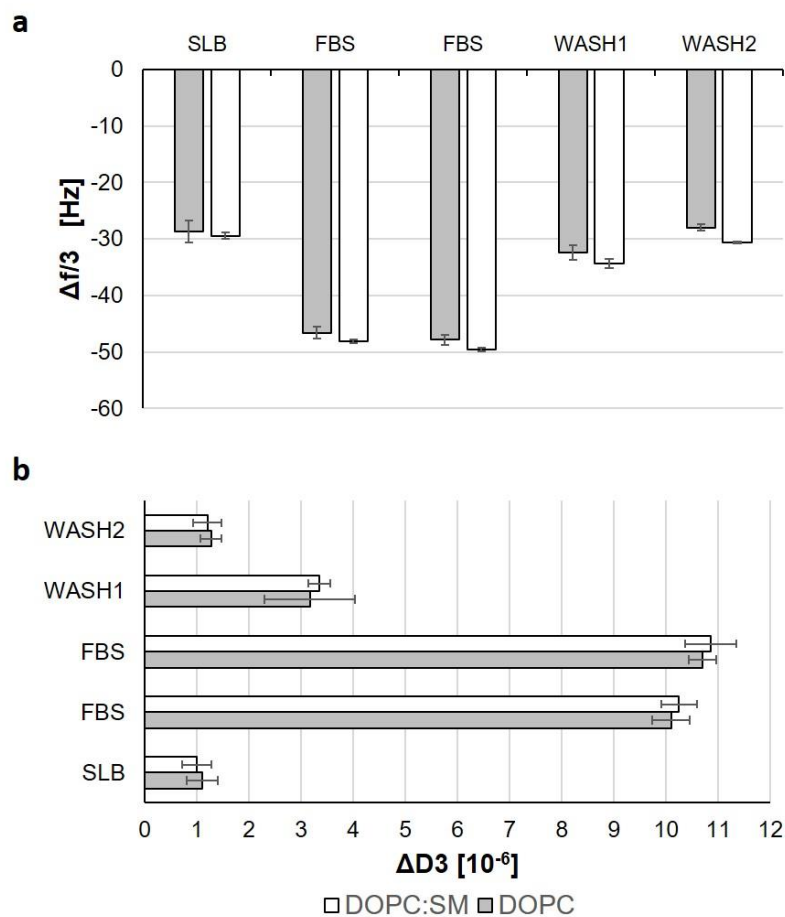 a
SLB FBS FBS WASH1 WASH2
0
-10
-20
-30
-40
-50
-60
Δf/3 [Hz]
b
WASH2
WASH1
FBS
FBS
SLB
0 1 2 3 4 5 6 7 8 9 10 11 12
ΔD3 [10⁻⁶]
DOPC:SM DOPC